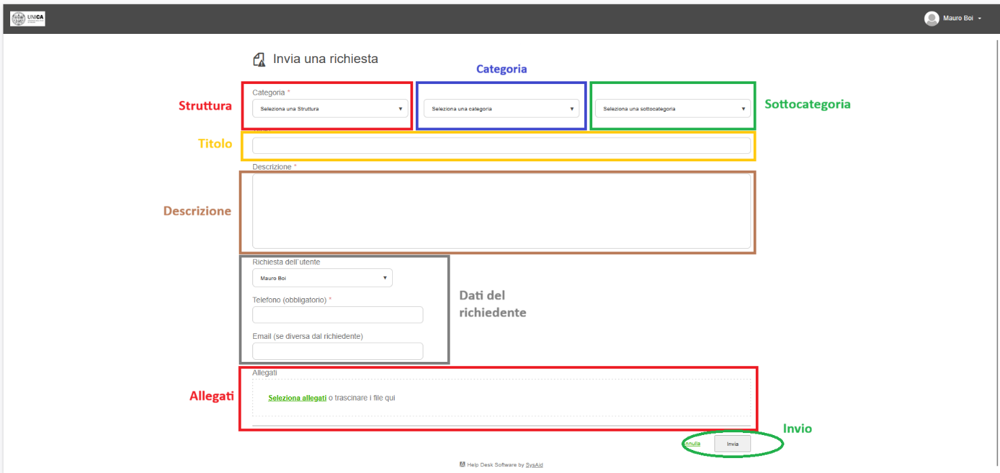 UNICA
Mauro Boi
Invia una richiesta
Categoria
Categoria *
Struttura
Seleziona una Struttura
Seleziona una categoria
Seleziona una sottocategoria
Sottocategoria
Titolo
Descrizione *
Descrizione
Richiesta dell'utente
Mauro Boi
Dati del
richiedente
Telefono (obbligatorio) *
Email (se diversa dal richiedente)
Allegati
Allegati
Seleziona allegati o trascinare i file qui
Invio
Invia
Help Desk Software by SysAid